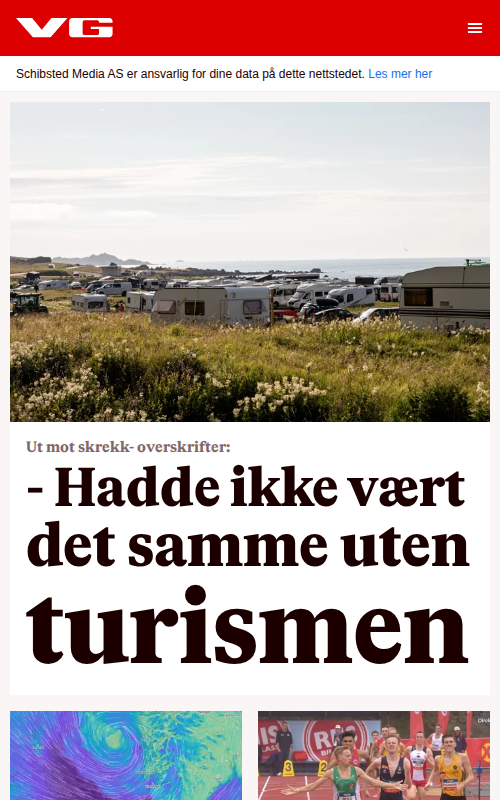 VG
Schibsted Media AS er ansvarlig for dine data på dette nettstedet. Les mer her
Ut mot skrekk- overskrifter:
- Hadde ikke vært
det samme uten
turismen